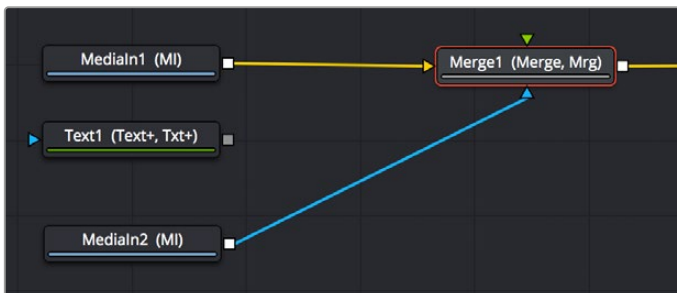 MediaIn1 (MI)
Merge1 (Merge, Mrg)
Text1 (Text+, Txt+)
MediaIn2 (MI)